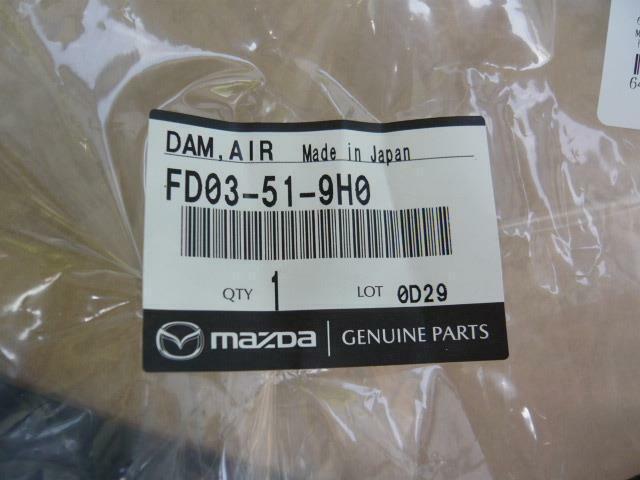 DAM, AIR Made in Japan
FD03-51-9H0
QTY 1 LOT 0D29
mazda GENUINE PARTS